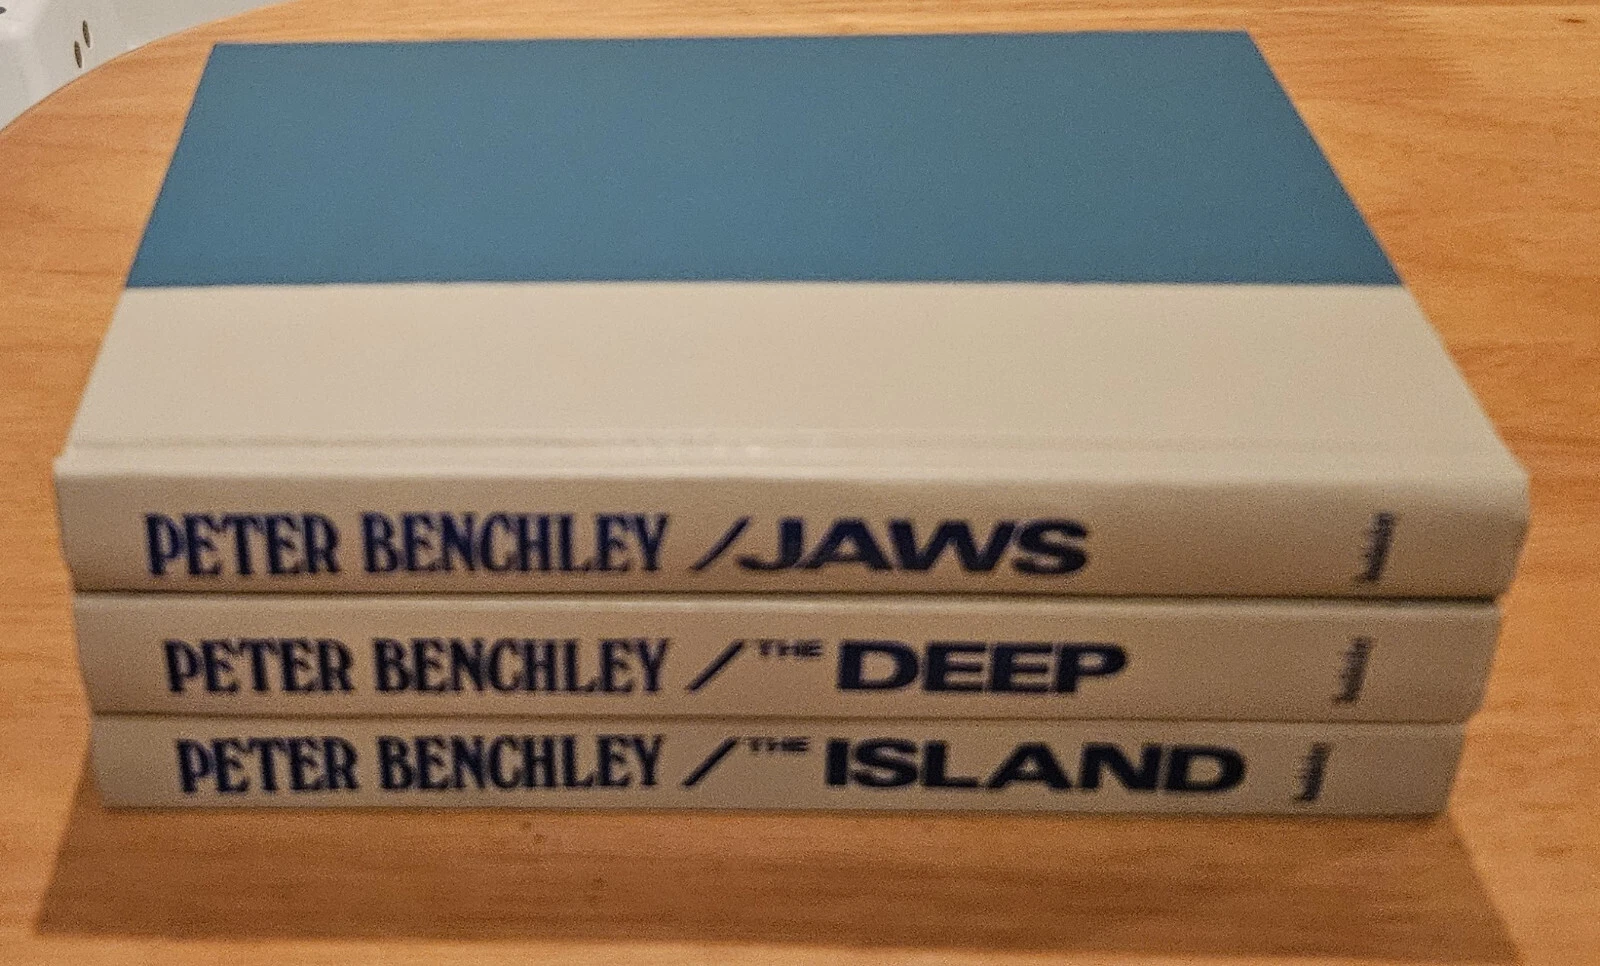 PETER BENCHLEY / JAWS
PETER BENCHLEY / THE DEEP
PETER BENCHLEY / THE ISLAND